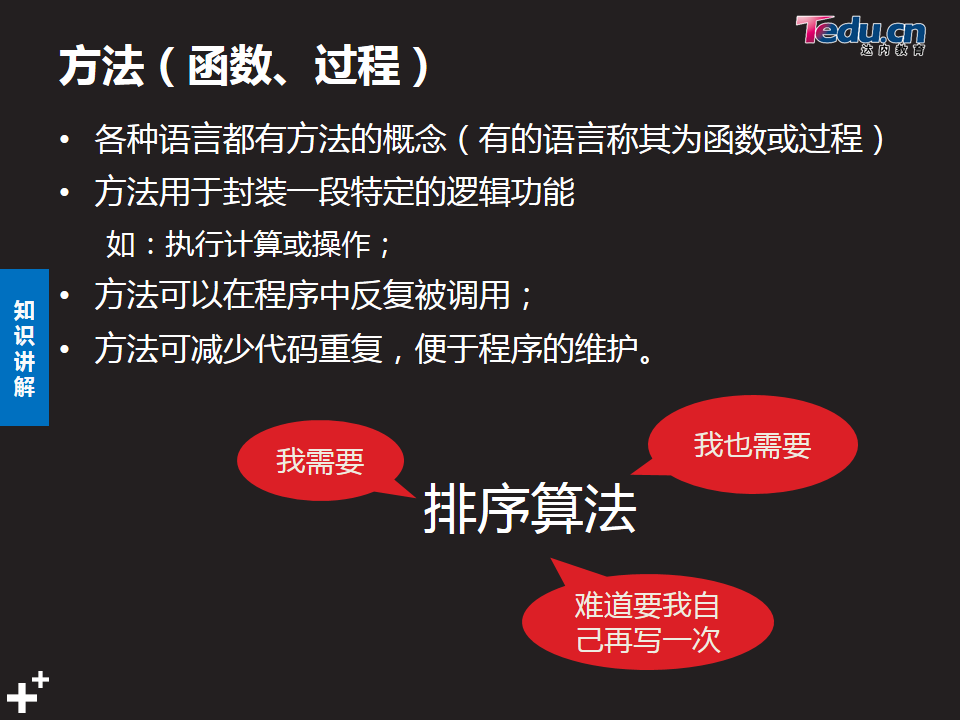 Tedu.cn
达内教育
方法（函数、过程）
• 各种语言都有方法的概念（有的语言称其为函数或过程）
• 方法用于封装一段特定的逻辑功能
如：执行计算或操作；
• 方法可以在程序中反复被调用；
• 方法可减少代码重复，便于程序的维护。
知识讲解
我需要
我也需要
排序算法
难道要我自
己再写一次